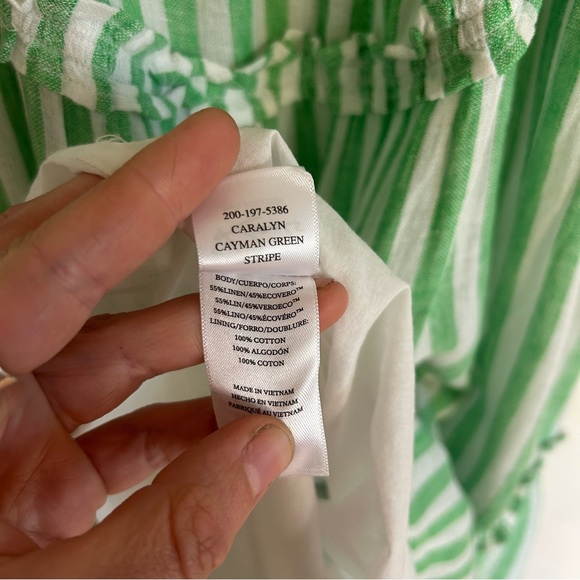 200-197-5386
CARALYN
CAYMAN GREEN
STRIPE
BODY/CUERPO/CORPS:
55%LINEN/45%ECOVERO™
55%LIN/45%VEROECO™
55%LINO/45%ÉCOVÉRO™
LINING/FORRO/DOUBLURE:
100% COTTON
100% ALGODÓN
100% COTON
MADE IN VIETNAM
HECHO EN VIETNAM
FABRIQUÉ AU VIETNAM